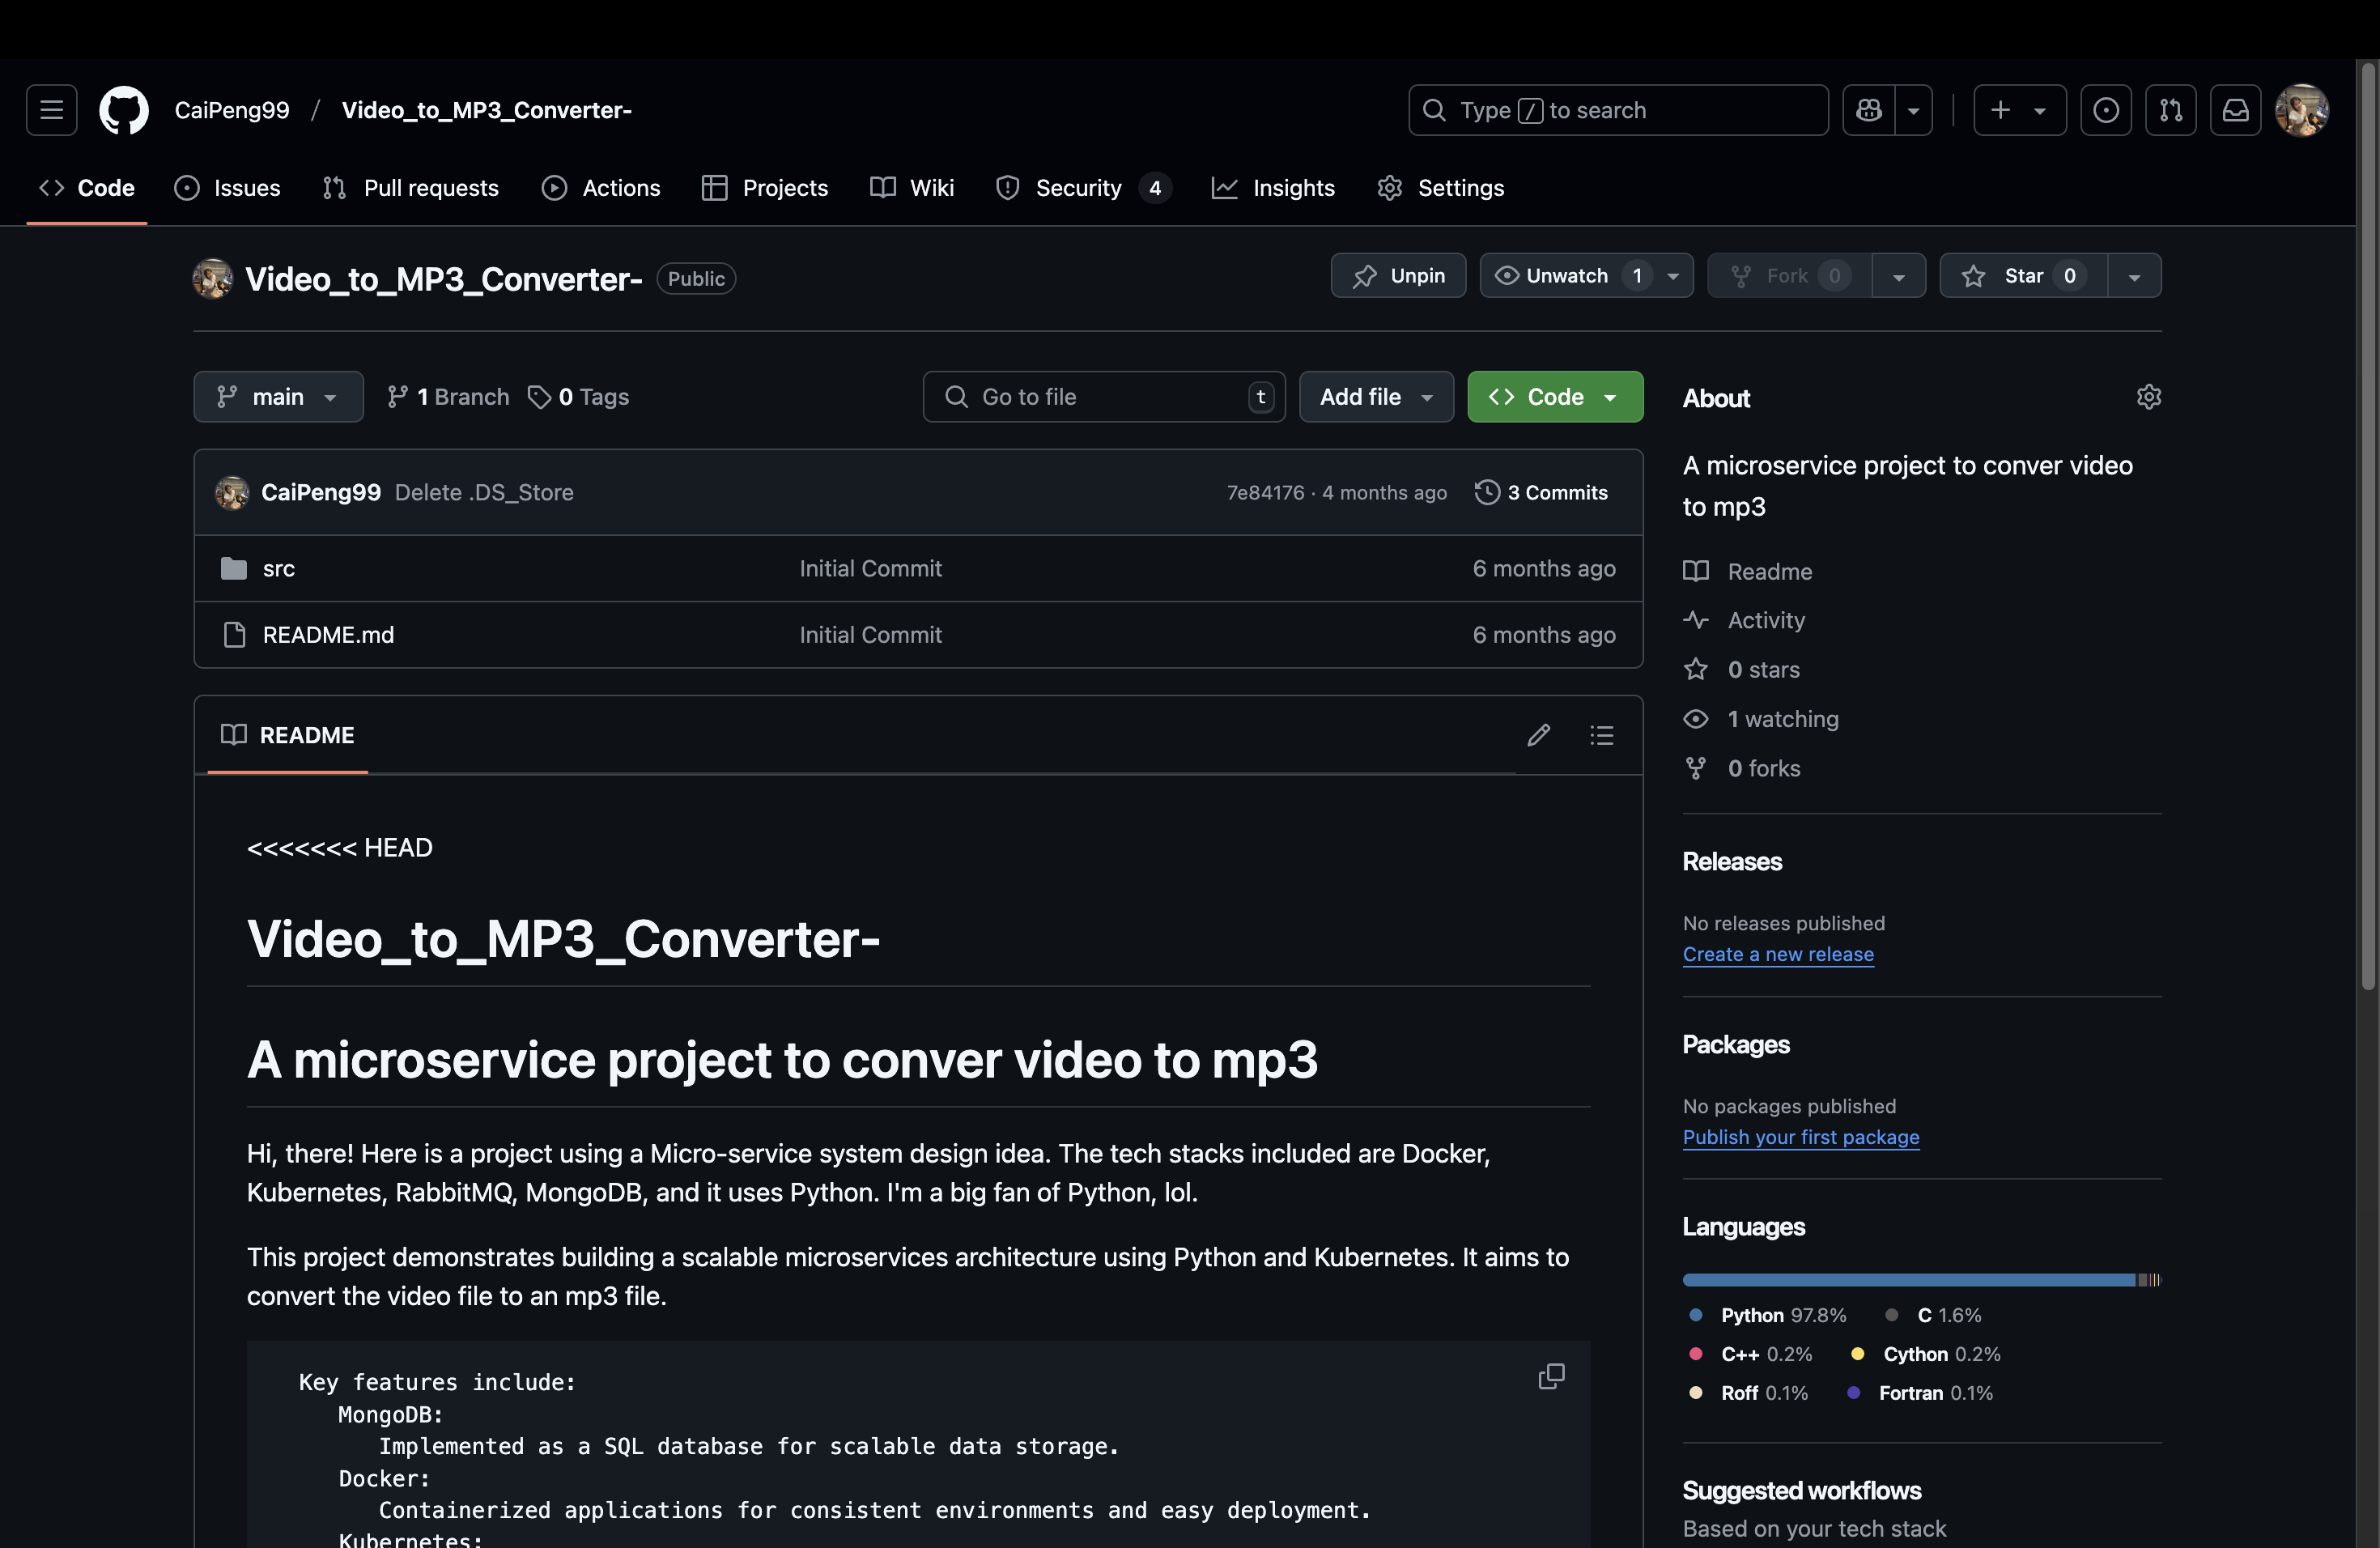 CaiPeng99 / Video_to_MP3_Converter-
Type / to search
Code Issues Pull requests Actions Projects Wiki Security 4 Insights Settings
Video_to_MP3_Converter- Public
Unpin Unwatch 1 Fork 0 Star 0
main 1 Branch 0 Tags
Go to file t Add file Code
CaiPeng99 Delete .DS_Store 7e84176 · 4 months ago 3 Commits
src Initial Commit 6 months ago
README.md Initial Commit 6 months ago
README
<<<<<<< HEAD
Video_to_MP3_Converter-
A microservice project to conver video to mp3
Hi, there! Here is a project using a Micro-service system design idea. The tech stacks included are Docker,
Kubernetes, RabbitMQ, MongoDB, and it uses Python. I'm a big fan of Python, lol.
This project demonstrates building a scalable microservices architecture using Python and Kubernetes. It aims to
convert the video file to an mp3 file.
Key features include:
MongoDB:
Implemented as a SQL database for scalable data storage.
Docker:
Containerized applications for consistent environments and easy deployment.
Kubernetes:
About
A microservice project to conver video
to mp3
Readme
Activity
0 stars
1 watching
0 forks
Releases
No releases published
Create a new release
Packages
No packages published
Publish your first package
Languages
Python 97.8% C 1.6%
C++ 0.2% Cython 0.2%
Roff 0.1% Fortran 0.1%
Suggested workflows
Based on your tech stack